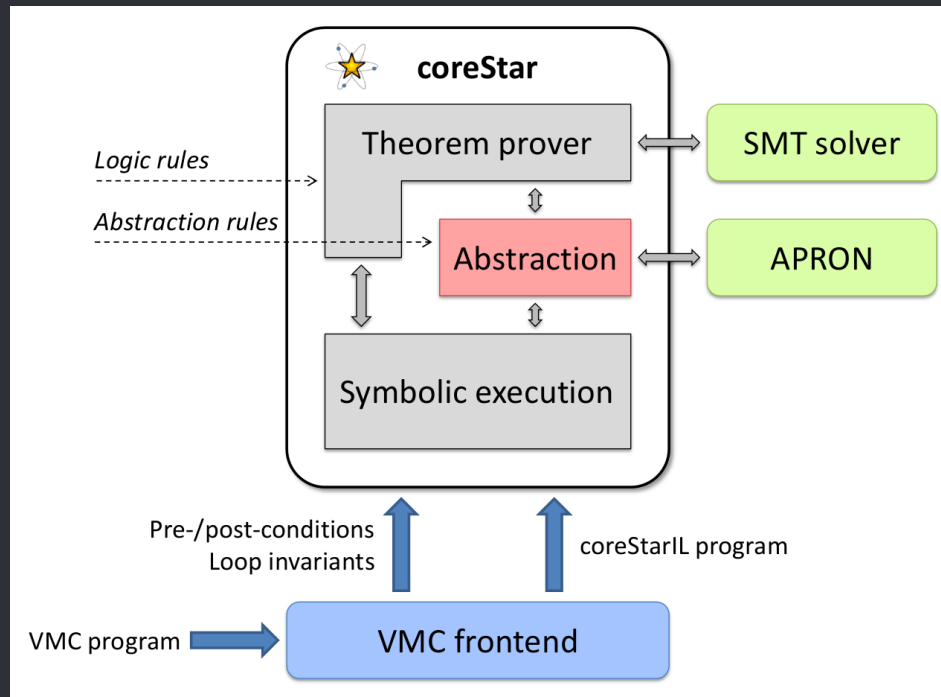 coreStar
Theorem prover
SMT solver
Logic rules
Abstraction rules
Abstraction
APRON
Symbolic execution
Pre-/post-conditions
Loop invariants
coreStarIL program
VMC program
VMC frontend